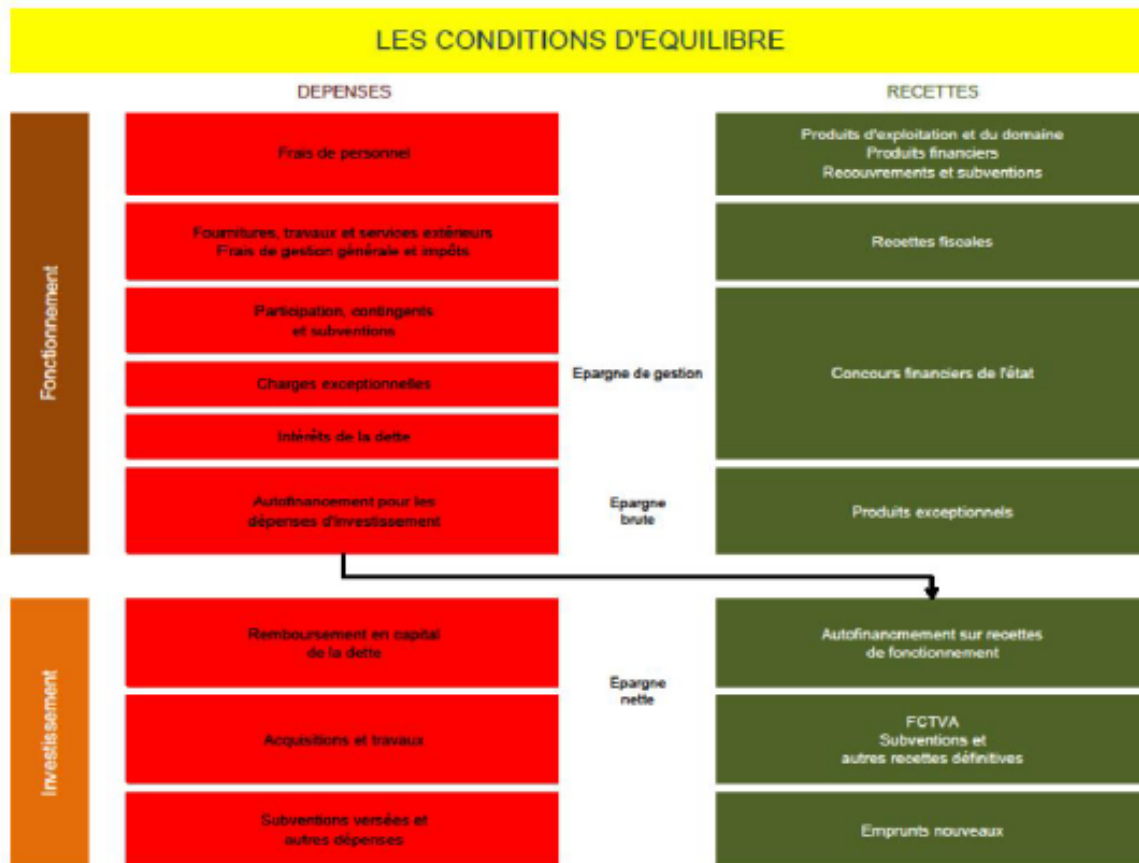 LES CONDITIONS D'EQUILIBRE
DEPENSES
RECETTES
Fonctionnement
Frais de personnel
Produits d'exploitation et du domaine
Produits financiers
Recouvrements et subventions
Fournitures, travaux et services extérieurs
Frais de gestion générale et impôts
Recettes fiscales
Participation, contingents
et subventions
Charges exceptionnelles
Epargne de gestion
Concours financiers de l'état
Intérêts de la dette
Autofinancement pour les
dépenses d'investissement
Epargne
brute
Produits exceptionnels
Investissement
Remboursement en capital
de la dette
Autofinancmement sur recettes
de fonctionnement
Epargne
nette
Acquisitions et travaux
FCTVA
Subventions et
autres recettes définitives
Subventions versées et
autres dépenses
Emprunts nouveaux